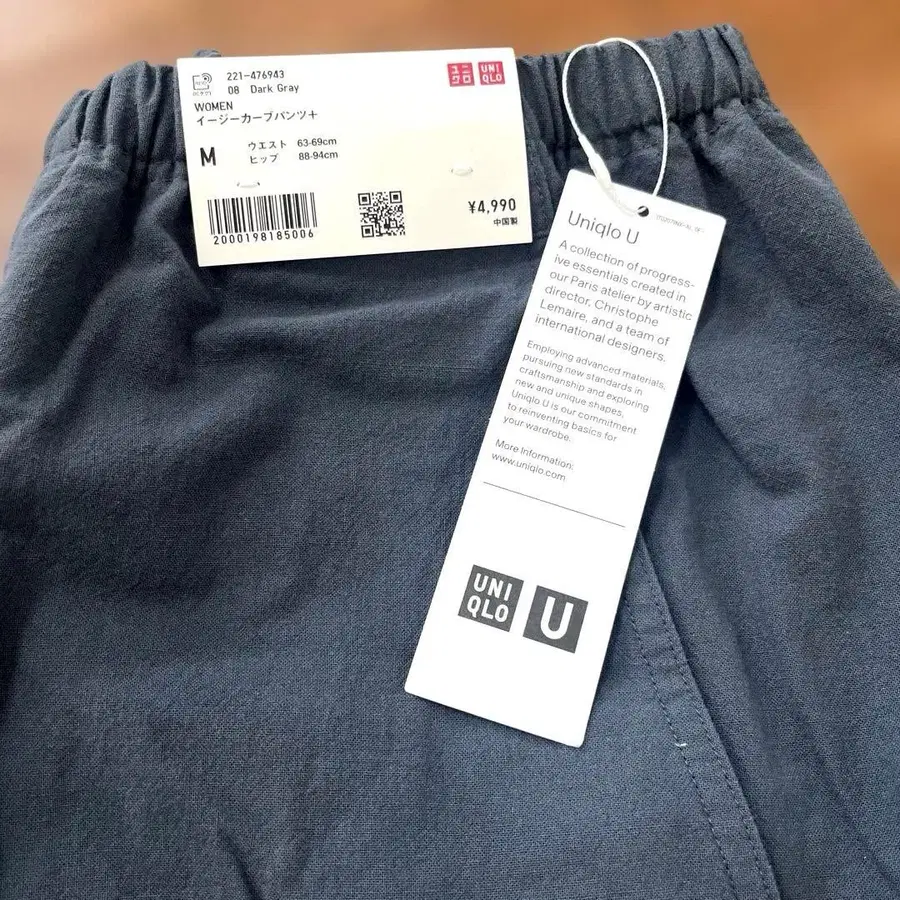 221-476943
08 Dark Gray
WOMEN
イージーカーブパンツ+
M
ウエスト 63-69cm
ヒップ 88-94cm
2000198185006
¥4,990
中国製
ユニ
クロ
UNI
QLO
Uniqlo U
A collection of progress-
ive essentials created in
our Paris atelier by artistic
director, Christophe
Lemaire, and a team of
international designers.
Employing advanced materials,
pursuing new standards in
craftsmanship and exploring
new and unique shapes,
Uniqlo U is our commitment
to reinventing basics for
your wardrobe.
More Information:
www.uniqlo.com
UNI
QLO
U